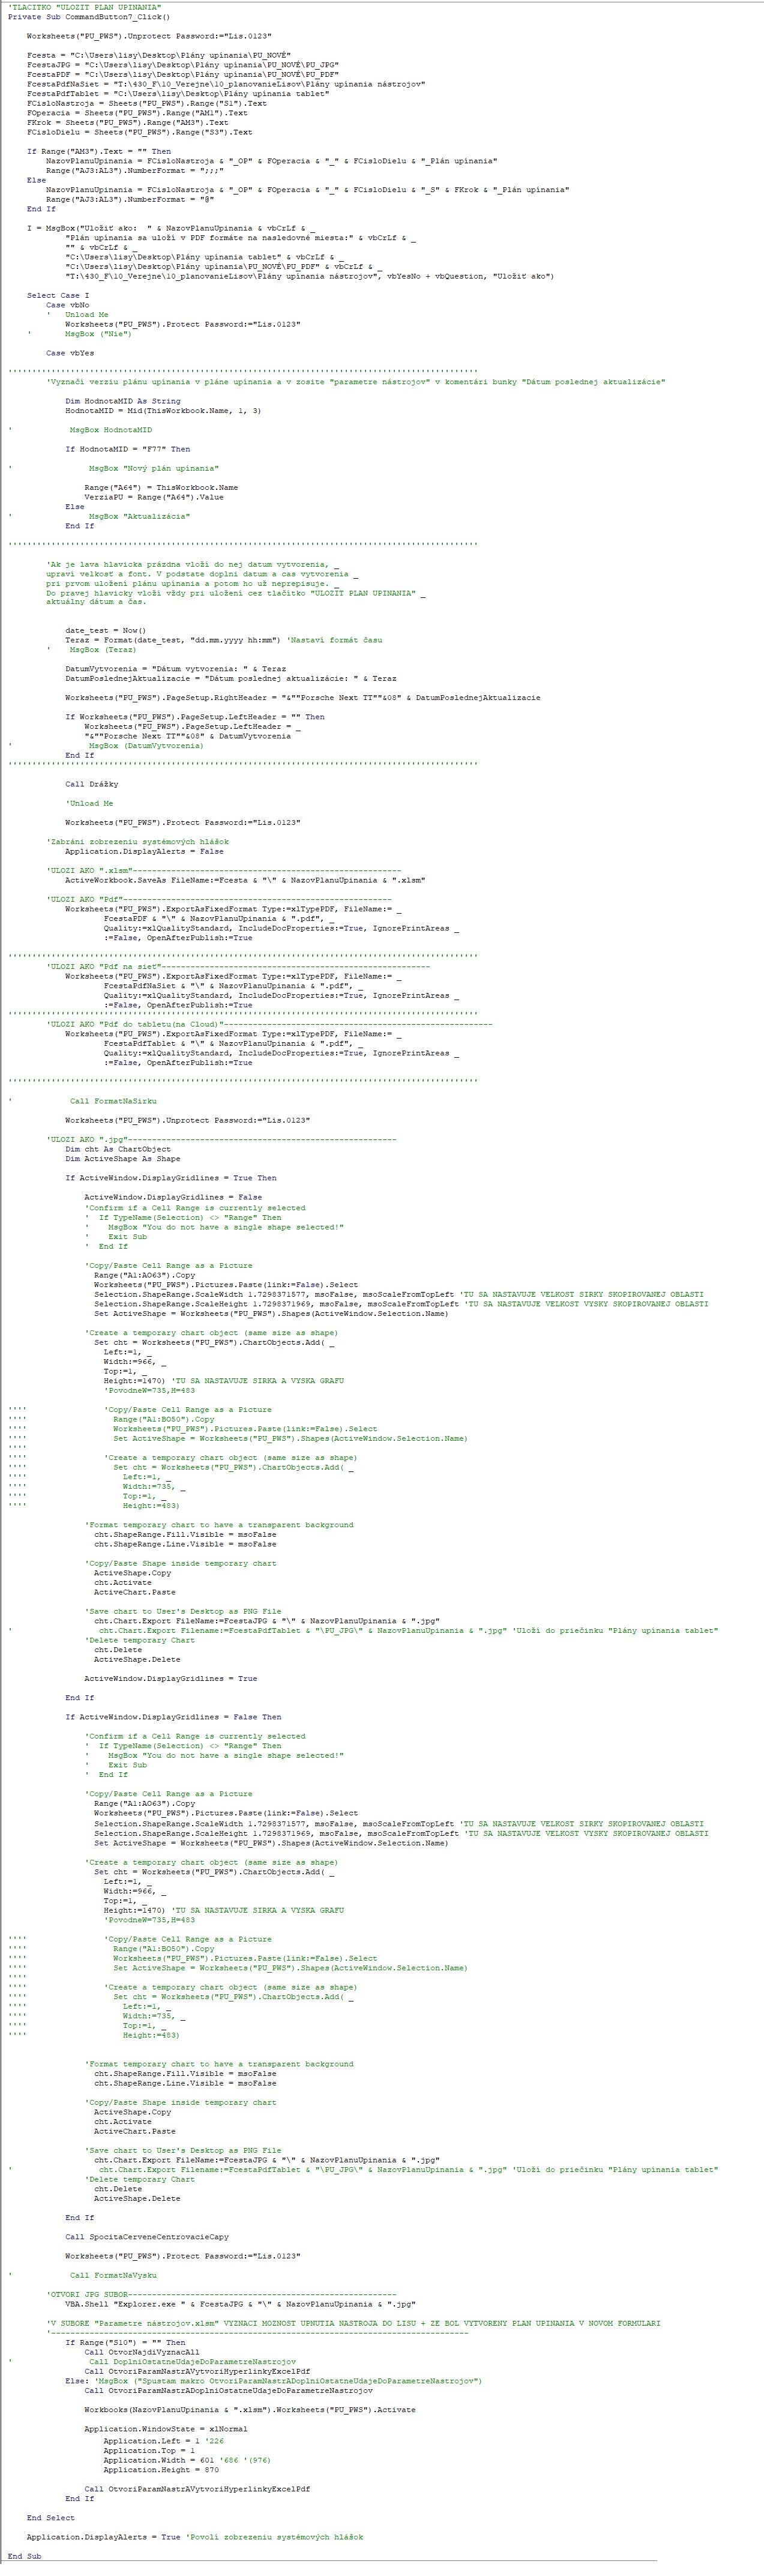 'TLACITKO "ULOZIT PLAN UPINANIA"
Private Sub CommandButton7_Click()
Worksheets("PU_PWS").Unprotect Password:="Lis.0123"
Fcesta = "C:\Users\lisy\Desktop\Plány upínania\PU_NOVÉ"
FcestaJPG = "C:\Users\lisy\Desktop\Plány upínania\PU_NOVÉ\PU_JPG"
FcestaPDF = "C:\Users\lisy\Desktop\Plány upínania\PU_NOVÉ\PU_PDF"
FcestaPdfNaSiet = "T:\430_F\10_Verejne\10_planovanieLisov\Plány upínania nástrojov"
FcestaPdfTablet = "C:\Users\lisy\Desktop\Plány upínania tablet"
FCisloNastroja = Sheets("PU_PWS").Range("S1").Text
FOperacia = Sheets("PU_PWS").Range("AM1").Text
FKrok = Sheets("PU_PWS").Range("AM3").Text
FCisloDielu = Sheets("PU_PWS").Range("S3").Text
If Range("AM3").Text = "" Then
NazovPlanuUpinania = FCisloNastroja & "_OP" & FOperacia & "_" & FCisloDielu & "_Plán upínania"
Range("AJ3:AL3").NumberFormat = ";;;"
Else
NazovPlanuUpinania = FCisloNastroja & "_OP" & FOperacia & "_" & FCisloDielu & "_S" & FKrok & "_Plán upínania"
Range("AJ3:AL3").NumberFormat = "@"
End If
I = MsgBox("Uložiť ako:  " & NazovPlanuUpinania & vbCrLf & _
"Plán upínania sa uloží v PDF formáte na nasledovné miesta:" & vbCrLf & _
"" & vbCrLf & _
"C:\Users\lisy\Desktop\Plány upínania tablet" & vbCrLf & _
"C:\Users\lisy\Desktop\Plány upínania\PU_NOVÉ\PU_PDF" & vbCrLf & _
"T:\430_F\10_Verejne\10_planovanieLisov\Plány upínania nástrojov", vbYesNo + vbQuestion, "Uložiť ako")
Select Case I
Case vbNo
'   Unload Me
Worksheets("PU_PWS").Protect Password:="Lis.0123"
'       MsgBox ("Nie")
Case vbYes
''''''''''''''''''''''''''''''''''''''''''''''''''''''''''''''''''''''''''''''''''''''''''''''''''
'Vyznačí verziu plánu upínania v pláne upínania a v zosite "parametre nástrojov" v komentári bunky "Dátum poslednej aktualizácie"
Dim HodnotaMID As String
HodnotaMID = Mid(ThisWorkbook.Name, 1, 3)
'            MsgBox HodnotaMID
If HodnotaMID = "F77" Then
'                MsgBox "Nový plán upínania"
Range("A64") = ThisWorkbook.Name
VerziaPU = Range("A64").Value
Else
'                MsgBox "Aktualizácia"
End If
''''''''''''''''''''''''''''''''''''''''''''''''''''''''''''''''''''''''''''''''''''''''''''''''''
'Ak je lava hlavicka prázdna vloží do nej datum vytvorenia, _
upraví velkosť a font. V podstate doplni datum a cas vytvorenia _
pri prvom uložení plánu upínania a potom ho už neprepisuje. _
Do pravej hlavicky vloží vždy pri uložení cez tlačítko "ULOZIT PLAN UPINANIA" _
aktuálny dátum a čas.
date_test = Now()
Teraz = Format(date_test, "dd.mm.yyyy hh:mm") 'Nastaví formát času
'    MsgBox (Teraz)
DatumVytvorenia = "Dátum vytvorenia: " & Teraz
DatumPoslednejAktualizacie = "Dátum poslednej aktualizácie: " & Teraz
Worksheets("PU_PWS").PageSetup.RightHeader = "&""Porsche Next TT""&08" & DatumPoslednejAktualizacie
If Worksheets("PU_PWS").PageSetup.LeftHeader = "" Then
Worksheets("PU_PWS").PageSetup.LeftHeader = _
"&""Porsche Next TT""&08" & DatumVytvorenia
'                MsgBox (DatumVytvorenia)
End If
''''''''''''''''''''''''''''''''''''''''''''''''''''''''''''''''''''''''''''''''''''''''''''''''''
Call Drážky
'Unload Me
Worksheets("PU_PWS").Protect Password:="Lis.0123"
'Zabráni zobrezeniu systémových hlášok
Application.DisplayAlerts = False
'ULOZI AKO ".xlsm"--------------------------------------------------------
ActiveWorkbook.SaveAs FileName:=Fcesta & "\" & NazovPlanuUpinania & ".xlsm"
'ULOZI AKO "Pdf"--------------------------------------------------------
Worksheets("PU_PWS").ExportAsFixedFormat Type:=xlTypePDF, FileName:= _
FcestaPDF & "\" & NazovPlanuUpinania & ".pdf", _
Quality:=xlQualityStandard, IncludeDocProperties:=True, IgnorePrintAreas _
:=False, OpenAfterPublish:=True
''''''''''''''''''''''''''''''''''''''''''''''''''''''''''''''''''''''''''''''''''''''''''''''''''
'ULOZI AKO "Pdf na sieť"--------------------------------------------------------
Worksheets("PU_PWS").ExportAsFixedFormat Type:=xlTypePDF, FileName:= _
FcestaPdfNaSiet & "\" & NazovPlanuUpinania & ".pdf", _
Quality:=xlQualityStandard, IncludeDocProperties:=True, IgnorePrintAreas _
:=False, OpenAfterPublish:=True
''''''''''''''''''''''''''''''''''''''''''''''''''''''''''''''''''''''''''''''''''''''''''''''''''
'ULOZI AKO "Pdf do tabletu(na Cloud)"--------------------------------------------------------
Worksheets("PU_PWS").ExportAsFixedFormat Type:=xlTypePDF, FileName:= _
FcestaPdfTablet & "\" & NazovPlanuUpinania & ".pdf", _
Quality:=xlQualityStandard, IncludeDocProperties:=True, IgnorePrintAreas _
:=False, OpenAfterPublish:=True
''''''''''''''''''''''''''''''''''''''''''''''''''''''''''''''''''''''''''''''''''''''''''''''''''
'            Call FormatNaSirku
Worksheets("PU_PWS").Unprotect Password:="Lis.0123"
'ULOZI AKO ".jpg"--------------------------------------------------------
Dim cht As ChartObject
Dim ActiveShape As Shape
If ActiveWindow.DisplayGridlines = True Then
ActiveWindow.DisplayGridlines = False
'Confirm if a Cell Range is currently selected
'  If TypeName(Selection) <> "Range" Then
'    MsgBox "You do not have a single shape selected!"
'    Exit Sub
'  End If
'Copy/Paste Cell Range as a Picture
Range("A1:AO63").Copy
Worksheets("PU_PWS").Pictures.Paste(link:=False).Select
Selection.ShapeRange.ScaleWidth 1.7298371577, msoFalse, msoScaleFromTopLeft 'TU SA NASTAVUJE VELKOST SIRKY SKOPIROVANEJ OBLASTI
Selection.ShapeRange.ScaleHeight 1.7298371969, msoFalse, msoScaleFromTopLeft 'TU SA NASTAVUJE VELKOST VYSKY SKOPIROVANEJ OBLASTI
Set ActiveShape = Worksheets("PU_PWS").Shapes(ActiveWindow.Selection.Name)
'Create a temporary chart object (same size as shape)
Set cht = Worksheets("PU_PWS").ChartObjects.Add( _
Left:=1, _
Width:=966, _
Top:=1, _
Height:=1470) 'TU SA NASTAVUJE SIRKA A VYSKA GRAFU
'PovodneW=735,H=483
''''                'Copy/Paste Cell Range as a Picture
''''                  Range("A1:BO50").Copy
''''                  Worksheets("PU_PWS").Pictures.Paste(link:=False).Select
''''                  Set ActiveShape = Worksheets("PU_PWS").Shapes(ActiveWindow.Selection.Name)
''''
''''                'Create a temporary chart object (same size as shape)
''''                  Set cht = Worksheets("PU_PWS").ChartObjects.Add( _
''''                    Left:=1, _
''''                    Width:=735, _
''''                    Top:=1, _
''''                    Height:=483)
'Format temporary chart to have a transparent background
cht.ShapeRange.Fill.Visible = msoFalse
cht.ShapeRange.Line.Visible = msoFalse
'Copy/Paste Shape inside temporary chart
ActiveShape.Copy
cht.Activate
ActiveChart.Paste
'Save chart to User's Desktop as PNG File
cht.Chart.Export FileName:=FcestaJPG & "\" & NazovPlanuUpinania & ".jpg"
'                  cht.Chart.Export Filename:=FcestaPdfTablet & "\PU_JPG\" & NazovPlanuUpinania & ".jpg" 'Uloží do priečinku "Plány upínania tablet"
'Delete temporary Chart
cht.Delete
ActiveShape.Delete
ActiveWindow.DisplayGridlines = True
End If
If ActiveWindow.DisplayGridlines = False Then
'Confirm if a Cell Range is currently selected
'  If TypeName(Selection) <> "Range" Then
'    MsgBox "You do not have a single shape selected!"
'    Exit Sub
'  End If
'Copy/Paste Cell Range as a Picture
Range("A1:AO63").Copy
Worksheets("PU_PWS").Pictures.Paste(link:=False).Select
Selection.ShapeRange.ScaleWidth 1.7298371577, msoFalse, msoScaleFromTopLeft 'TU SA NASTAVUJE VELKOST SIRKY SKOPIROVANEJ OBLASTI
Selection.ShapeRange.ScaleHeight 1.7298371969, msoFalse, msoScaleFromTopLeft 'TU SA NASTAVUJE VELKOST VYSKY SKOPIROVANEJ OBLASTI
Set ActiveShape = Worksheets("PU_PWS").Shapes(ActiveWindow.Selection.Name)
'Create a temporary chart object (same size as shape)
Set cht = Worksheets("PU_PWS").ChartObjects.Add( _
Left:=1, _
Width:=966, _
Top:=1, _
Height:=1470) 'TU SA NASTAVUJE SIRKA A VYSKA GRAFU
'PovodneW=735,H=483
''''                'Copy/Paste Cell Range as a Picture
''''                  Range("A1:BO50").Copy
''''                  Worksheets("PU_PWS").Pictures.Paste(link:=False).Select
''''                  Set ActiveShape = Worksheets("PU_PWS").Shapes(ActiveWindow.Selection.Name)
''''
''''                'Create a temporary chart object (same size as shape)
''''                  Set cht = Worksheets("PU_PWS").ChartObjects.Add( _
''''                    Left:=1, _
''''                    Width:=735, _
''''                    Top:=1, _
''''                    Height:=483)
'Format temporary chart to have a transparent background
cht.ShapeRange.Fill.Visible = msoFalse
cht.ShapeRange.Line.Visible = msoFalse
'Copy/Paste Shape inside temporary chart
ActiveShape.Copy
cht.Activate
ActiveChart.Paste
'Save chart to User's Desktop as PNG File
cht.Chart.Export FileName:=FcestaJPG & "\" & NazovPlanuUpinania & ".jpg"
'                  cht.Chart.Export Filename:=FcestaPdfTablet & "\PU_JPG\" & NazovPlanuUpinania & ".jpg" 'Uloží do priečinku "Plány upínania tablet"
'Delete temporary Chart
cht.Delete
ActiveShape.Delete
End If
Call SpocitaCerveneCentrovacieCapy
Worksheets("PU_PWS").Protect Password:="Lis.0123"
'            Call FormatNaVysku
'OTVORI JPG SUBOR--------------------------------------------------------
VBA.Shell "Explorer.exe " & FcestaJPG & "\" & NazovPlanuUpinania & ".jpg"
'V SUBORE "Parametre nástrojov.xlsm" VYZNACI MOZNOST UPNUTIA NASTROJA DO LISU + ZE BOL VYTVORENY PLAN UPINANIA V NOVOM FORMULARI
'---------------------------------------------------------------------------------------
If Range("S10") = "" Then
Call OtvorNajdiVyznacAll
'                Call DoplniOstatneUdajeDoParametreNastrojov
Call OtvoriParamNastrAVytvoriHyperlinkyExcelPdf
Else: 'MsgBox ("Spustam makro OtvoriParamNastrADoplniOstatneUdajeDoParametreNastrojov")
Call OtvoriParamNastrADoplniOstatneUdajeDoParametreNastrojov
Workbooks(NazovPlanuUpinania & ".xlsm").Worksheets("PU_PWS").Activate
Application.WindowState = xlNormal
Application.Left = 1 '226
Application.Top = 1
Application.Width = 601 '686 '(976)
Application.Height = 870
Call OtvoriParamNastrAVytvoriHyperlinkyExcelPdf
End If
End Select
Application.DisplayAlerts = True 'Povolí zobrezeniu systémových hlášok
End Sub